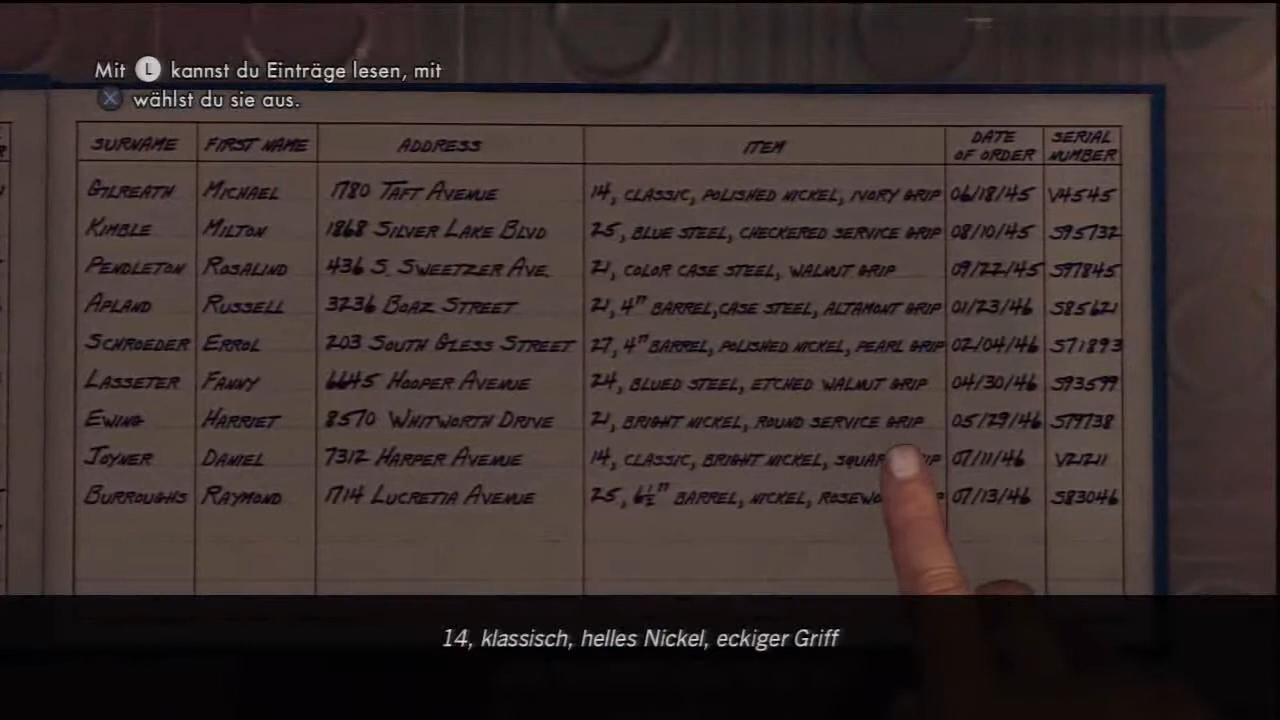 Mit L kannst du Einträge lesen, mit
X wählst du sie aus.
SURNAME FIRST NAME ADDRESS ITEM DATE OF ORDER SERIAL NUMBER
GILREATH MICHAEL 1780 TAFT AVENUE 14, CLASSIC, POLISHED NICKEL, IVORY GRIP 06/18/45 V4545
KIMBLE MILTON 1868 SILVER LAKE BLVD 25, BLUE STEEL, CHECKERED SERVICE GRIP 08/10/45 S95732
PENDLETON ROSALIND 436 S. SWEETZER AVE. 21, COLOR CASE STEEL, WALNUT GRIP 09/22/45 S97845
APLAND RUSSELL 3236 BOAZ STREET 21, 4" BARREL, CASE STEEL, ALTAMONT GRIP 01/23/46 S85621
SCHROEDER ERROL 203 SOUTH GLESS STREET 27, 4" BARREL, POLISHED NICKEL, PEARL GRIP 02/04/46 S71893
LASSETER FANNY 6645 HOOPER AVENUE 24, BLUED STEEL, ETCHED WALNUT GRIP 04/30/46 S93599
EWING HARRIET 8570 WHITWORTH DRIVE 21, BRIGHT NICKEL, ROUND SERVICE GRIP 05/29/46 S79738
JOYNER DANIEL 7312 HARPER AVENUE 14, CLASSIC, BRIGHT NICKEL, 07/11/46 V21211
BURROUGHS RAYMOND 1714 LUCRETIA AVENUE 25, 6½" BARREL, NICKEL, 07/13/46 S83046
14, klassisch, helles Nickel, eckiger Griff